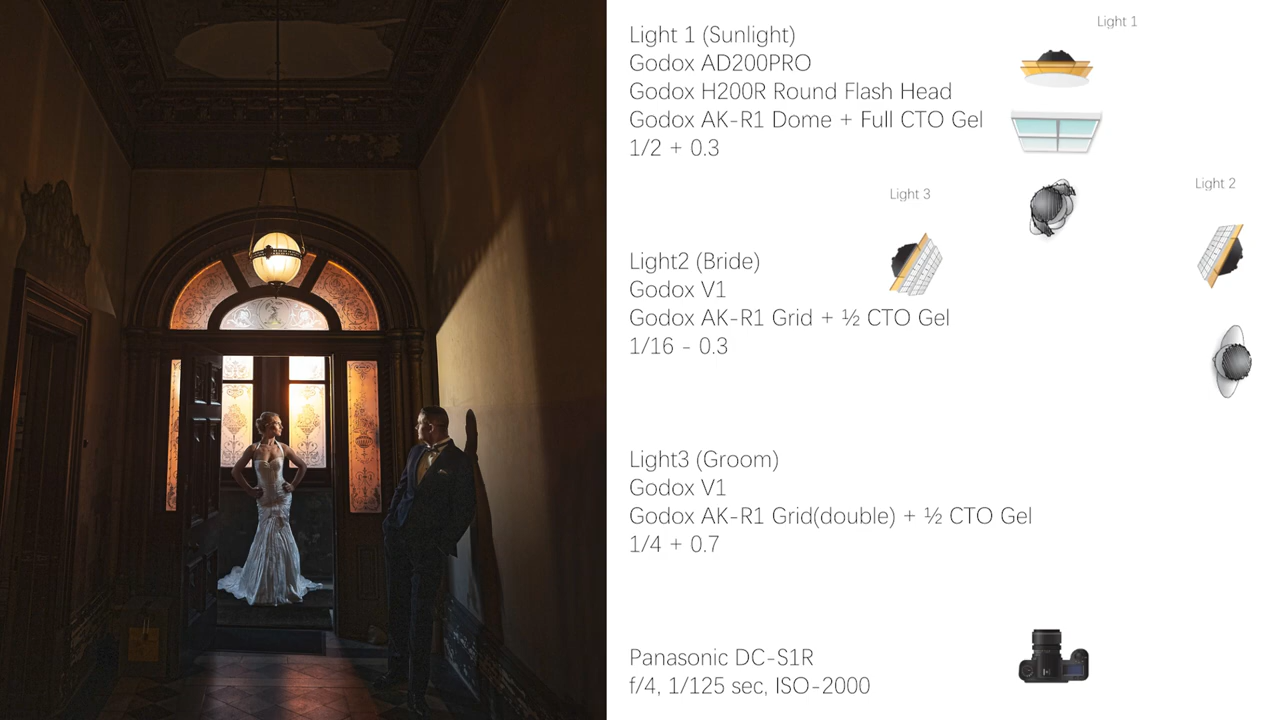 Light 1 (Sunlight)
Godox AD200PRO
Godox H200R Round Flash Head
Godox AK-R1 Dome + Full CTO Gel
1/2 + 0.3
Light 1
Light 3
Light 2
Light2 (Bride)
Godox V1
Godox AK-R1 Grid + ½ CTO Gel
1/16 - 0.3
Light3 (Groom)
Godox V1
Godox AK-R1 Grid(double) + ½ CTO Gel
1/4 + 0.7
Panasonic DC-S1R
f/4, 1/125 sec, ISO-2000